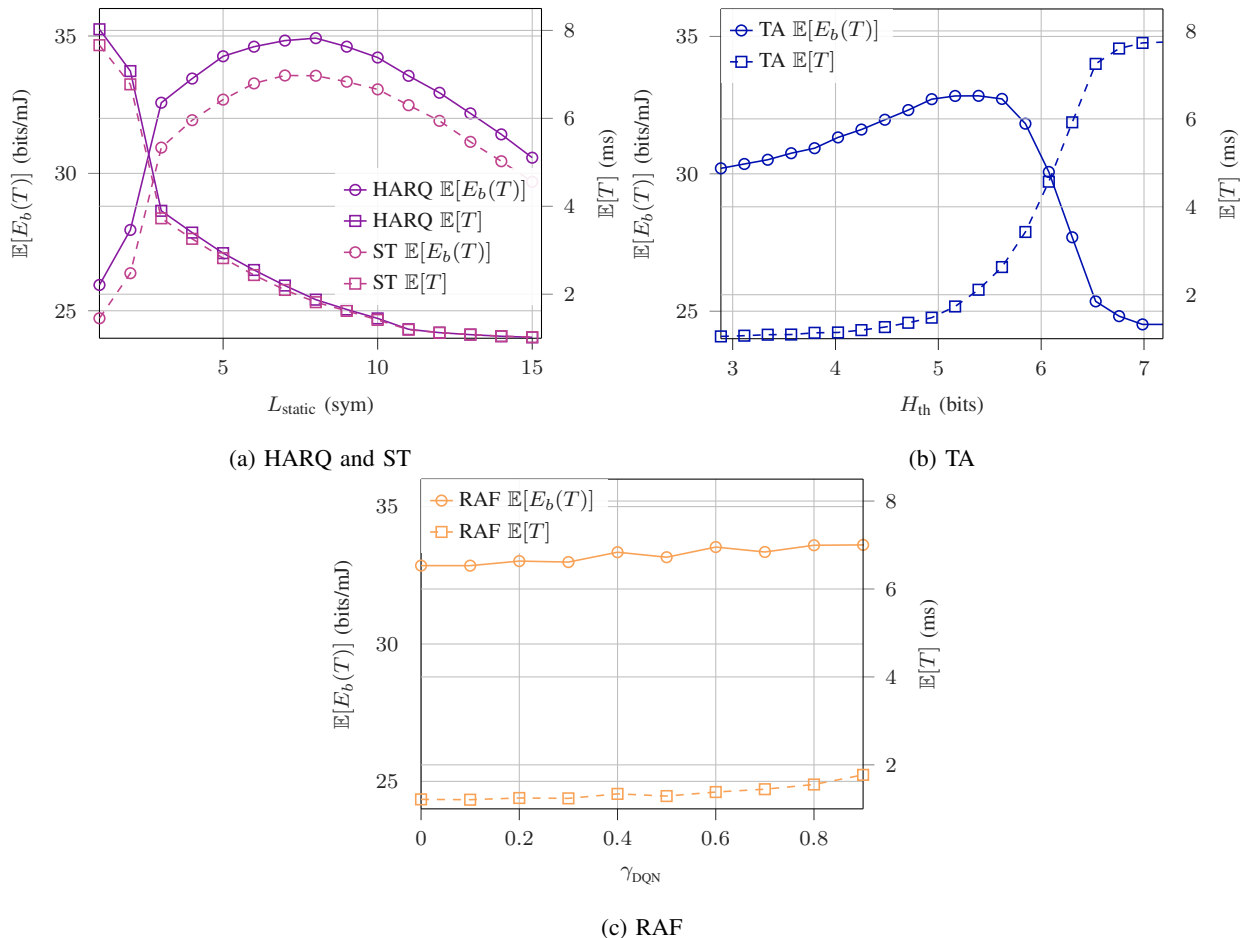 35
30
25
𝔼[E_b(T)] (bits/mJ)
8
6
4
2
𝔼[T] (ms)
HARQ 𝔼[E_b(T)]
HARQ 𝔼[T]
ST 𝔼[E_b(T)]
ST 𝔼[T]
5
10
15
L_static (sym)
(a) HARQ and ST
35
30
25
𝔼[E_b(T)] (bits/mJ)
8
6
4
2
𝔼[T] (ms)
TA 𝔼[E_b(T)]
TA 𝔼[T]
3
4
5
6
7
H_th (bits)
(b) TA
35
30
25
𝔼[E_b(T)] (bits/mJ)
8
6
4
2
𝔼[T] (ms)
RAF 𝔼[E_b(T)]
RAF 𝔼[T]
0
0.2
0.4
0.6
0.8
γ_DQN
(c) RAF